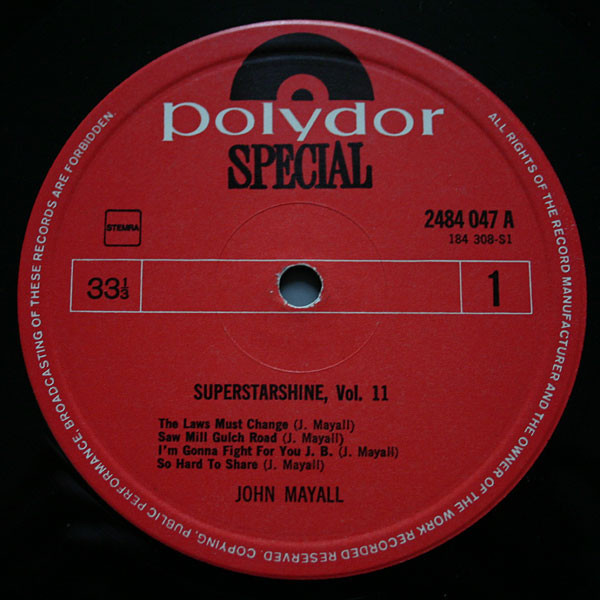 polydor
SPECIAL
STEMRA
2484 047 A
184 308-S1
33⅓
1
SUPERSTARSHINE, Vol. 11
The Laws Must Change (J. Mayall)
Saw Mill Gulch Road (J. Mayall)
I'm Gonna Fight For You J. B. (J. Mayall)
So Hard To Share (J. Mayall)
JOHN MAYALL
ALL RIGHTS OF THE RECORD MANUFACTURER AND THE OWNER OF THE WORK RECORDED RESERVED. COPYING, PUBLIC PERFORMANCE, BROADCASTING OF THESE RECORDS ARE FORBIDDEN.